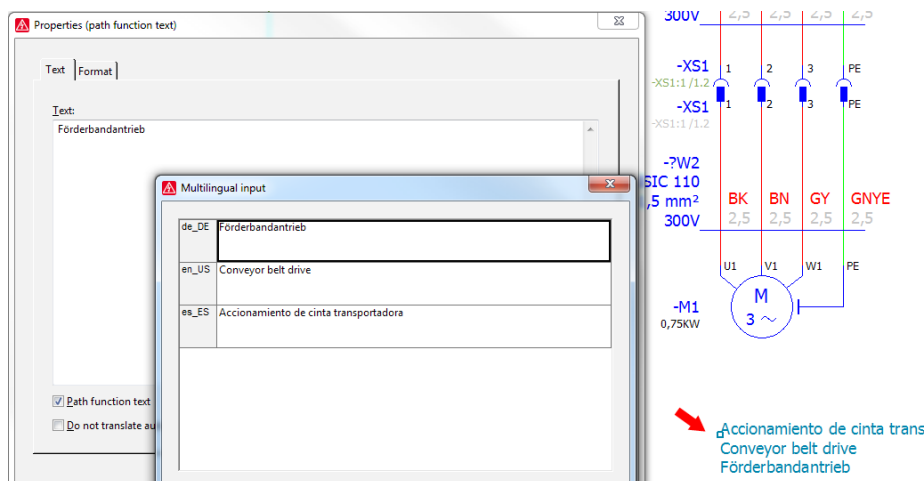 Properties (path function text)
Text
Format
Text:
Förderbandantrieb
Multilingual input
de_DE Förderbandantrieb
en_US Conveyor belt drive
es_ES Accionamiento de cinta transportadora
Path function text
Do not translate au
300V 2,5 2,5 2,5 2,5
-XS1 1 2 3 PE
-XS1:1 /1.2
-XS1 1 2 3 PE
-XS1:1 /1.2
-?W2
SIC 110
,5 mm² BK BN GY GNYE
300V 2,5 2,5 2,5 2,5
U1 V1 W1 PE
-M1 M
0,75KW 3 ~
Accionamiento de cinta trans
Conveyor belt drive
Förderbandantrieb